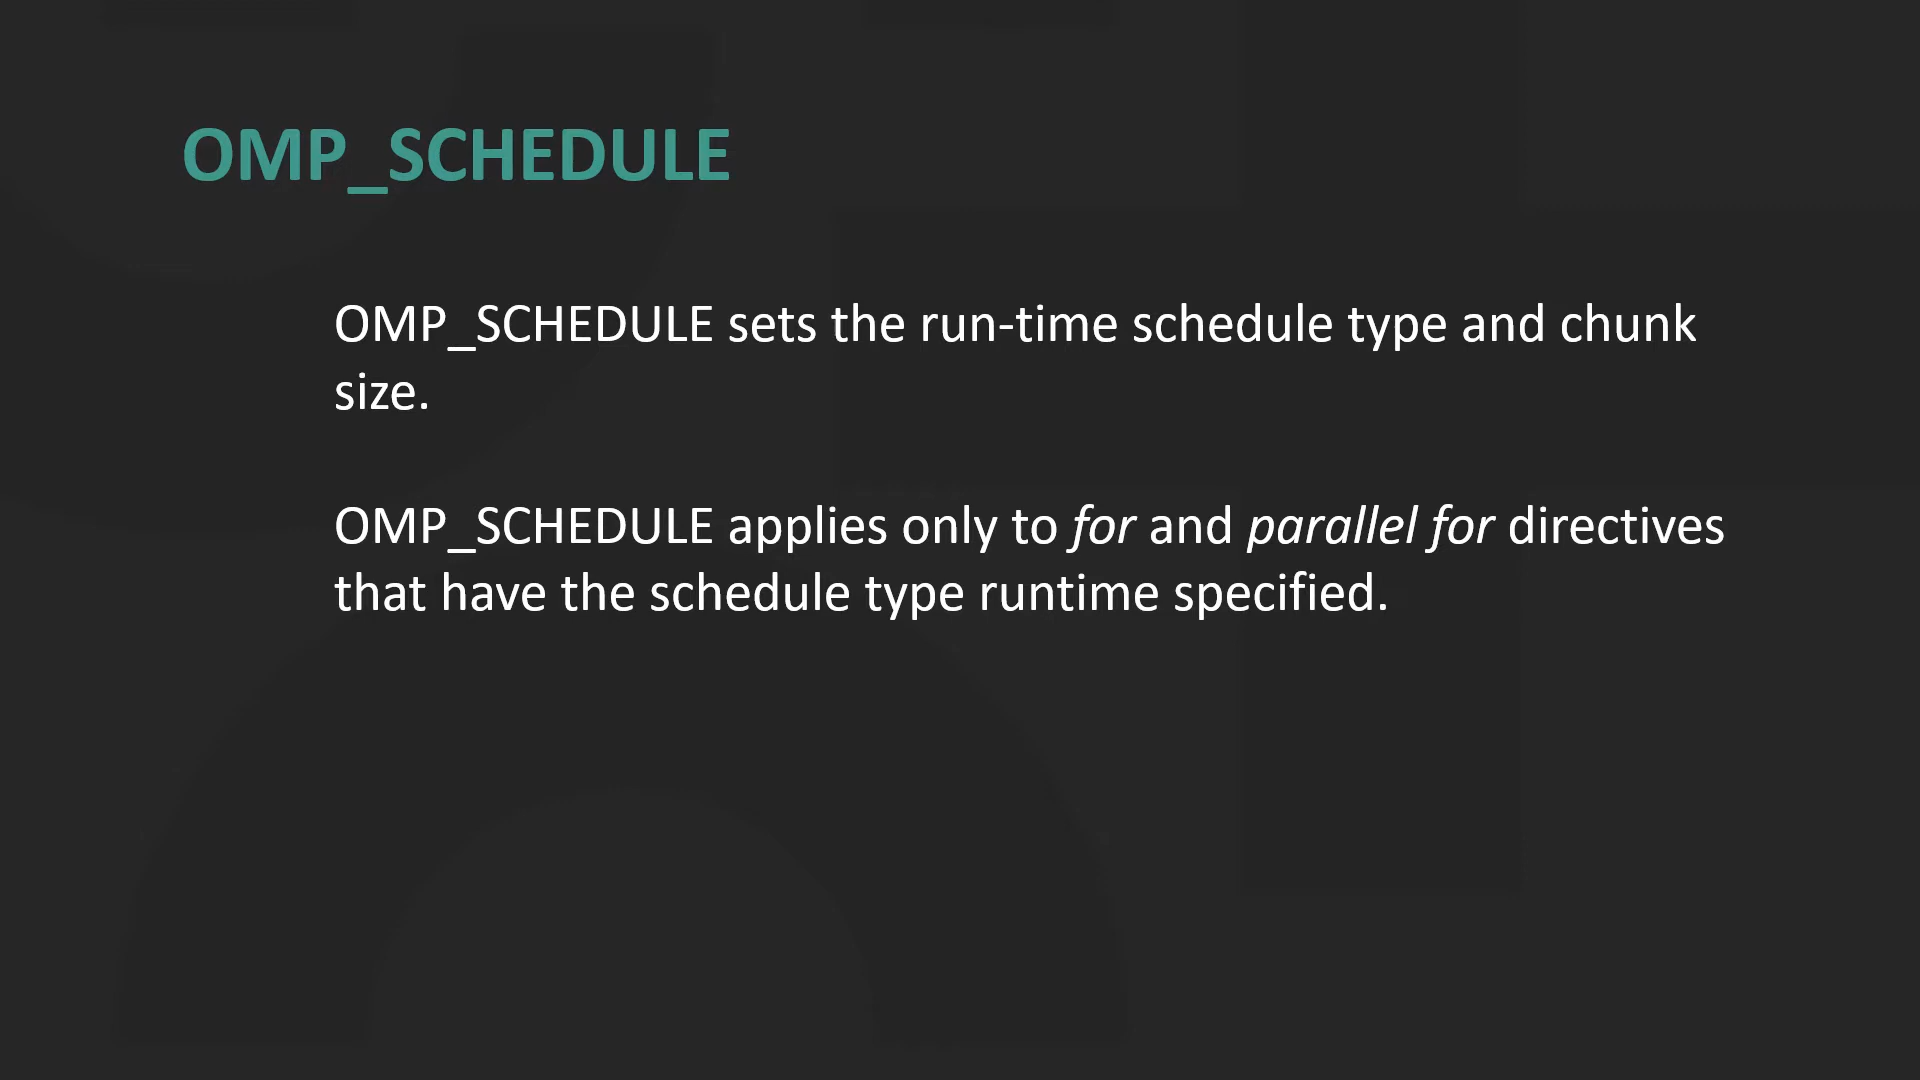 OMP_SCHEDULE
OMP_SCHEDULE sets the run-time schedule type and chunk
size.
OMP_SCHEDULE applies only to for and parallel for directives
that have the schedule type runtime specified.